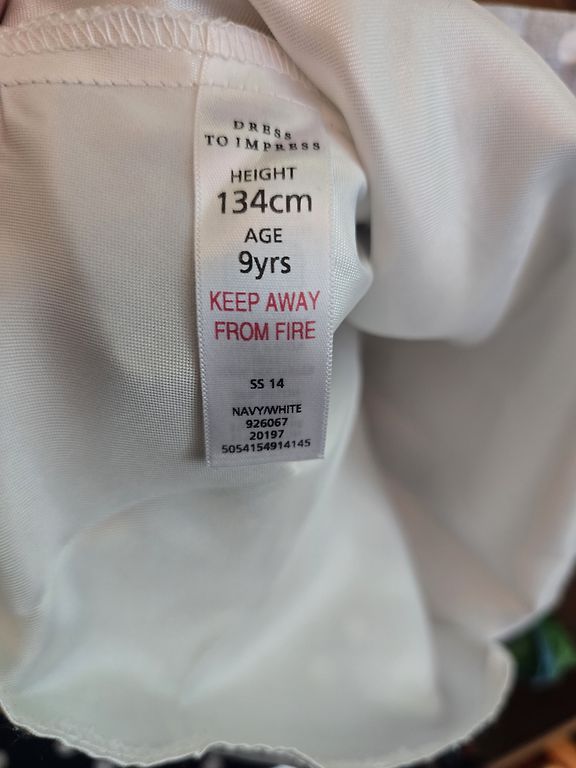 DRESS
TO IMPRESS
HEIGHT
134cm
AGE
9yrs
KEEP AWAY
FROM FIRE
SS 14
NAVY/WHITE
926067
20197
5054154914145